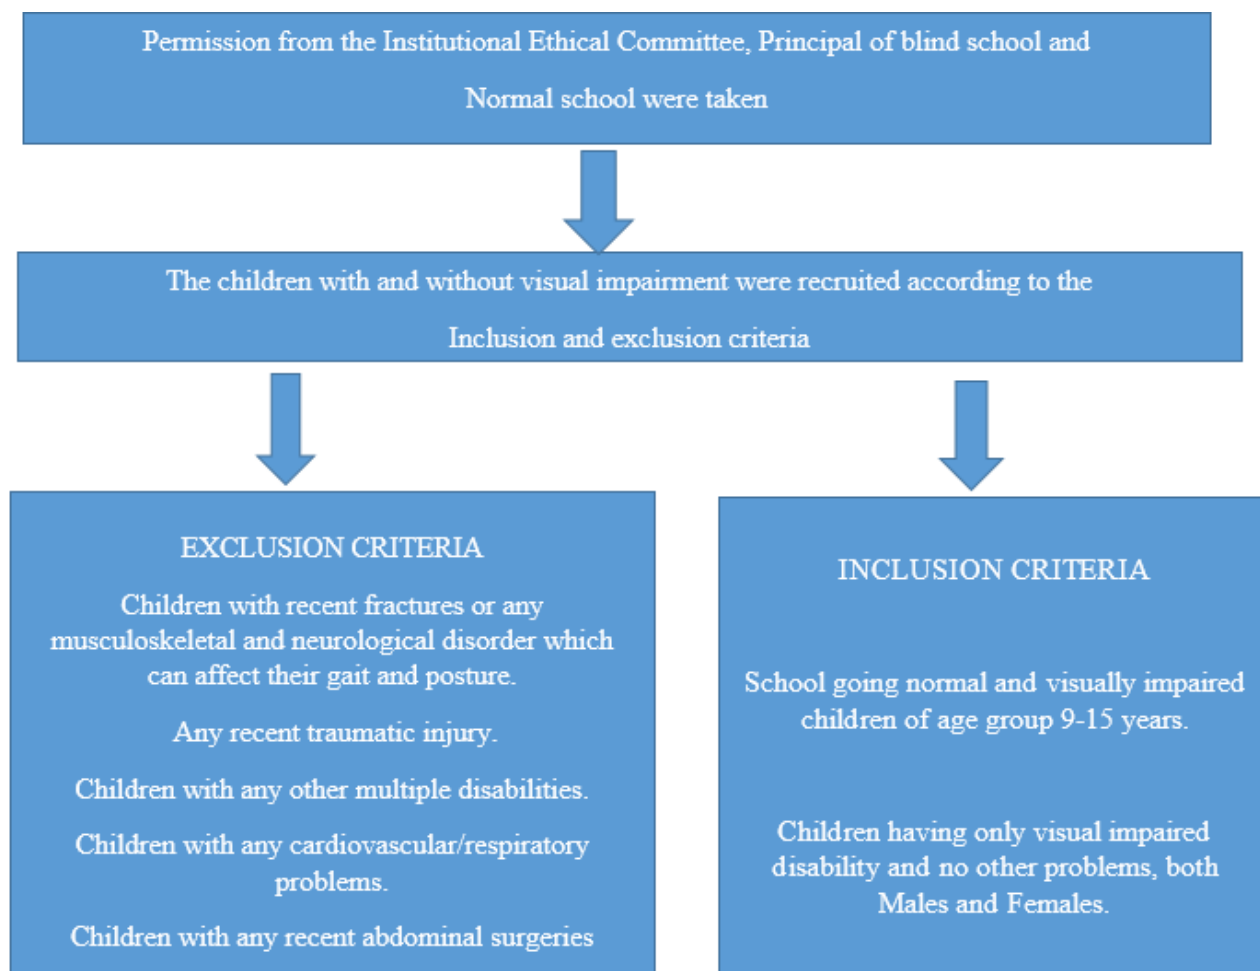 Permission from the Institutional Ethical Committee, Principal of blind school and
Normal school were taken
The children with and without visual impairment were recruited according to the
Inclusion and exclusion criteria
EXCLUSION CRITERIA
Children with recent fractures or any
musculoskeletal and neurological disorder which
can affect their gait and posture.
Any recent traumatic injury.
Children with any other multiple disabilities.
Children with any cardiovascular/respiratory
problems.
Children with any recent abdominal surgeries
INCLUSION CRITERIA
School going normal and visually impaired
children of age group 9-15 years.
Children having only visual impaired
disability and no other problems, both
Males and Females.